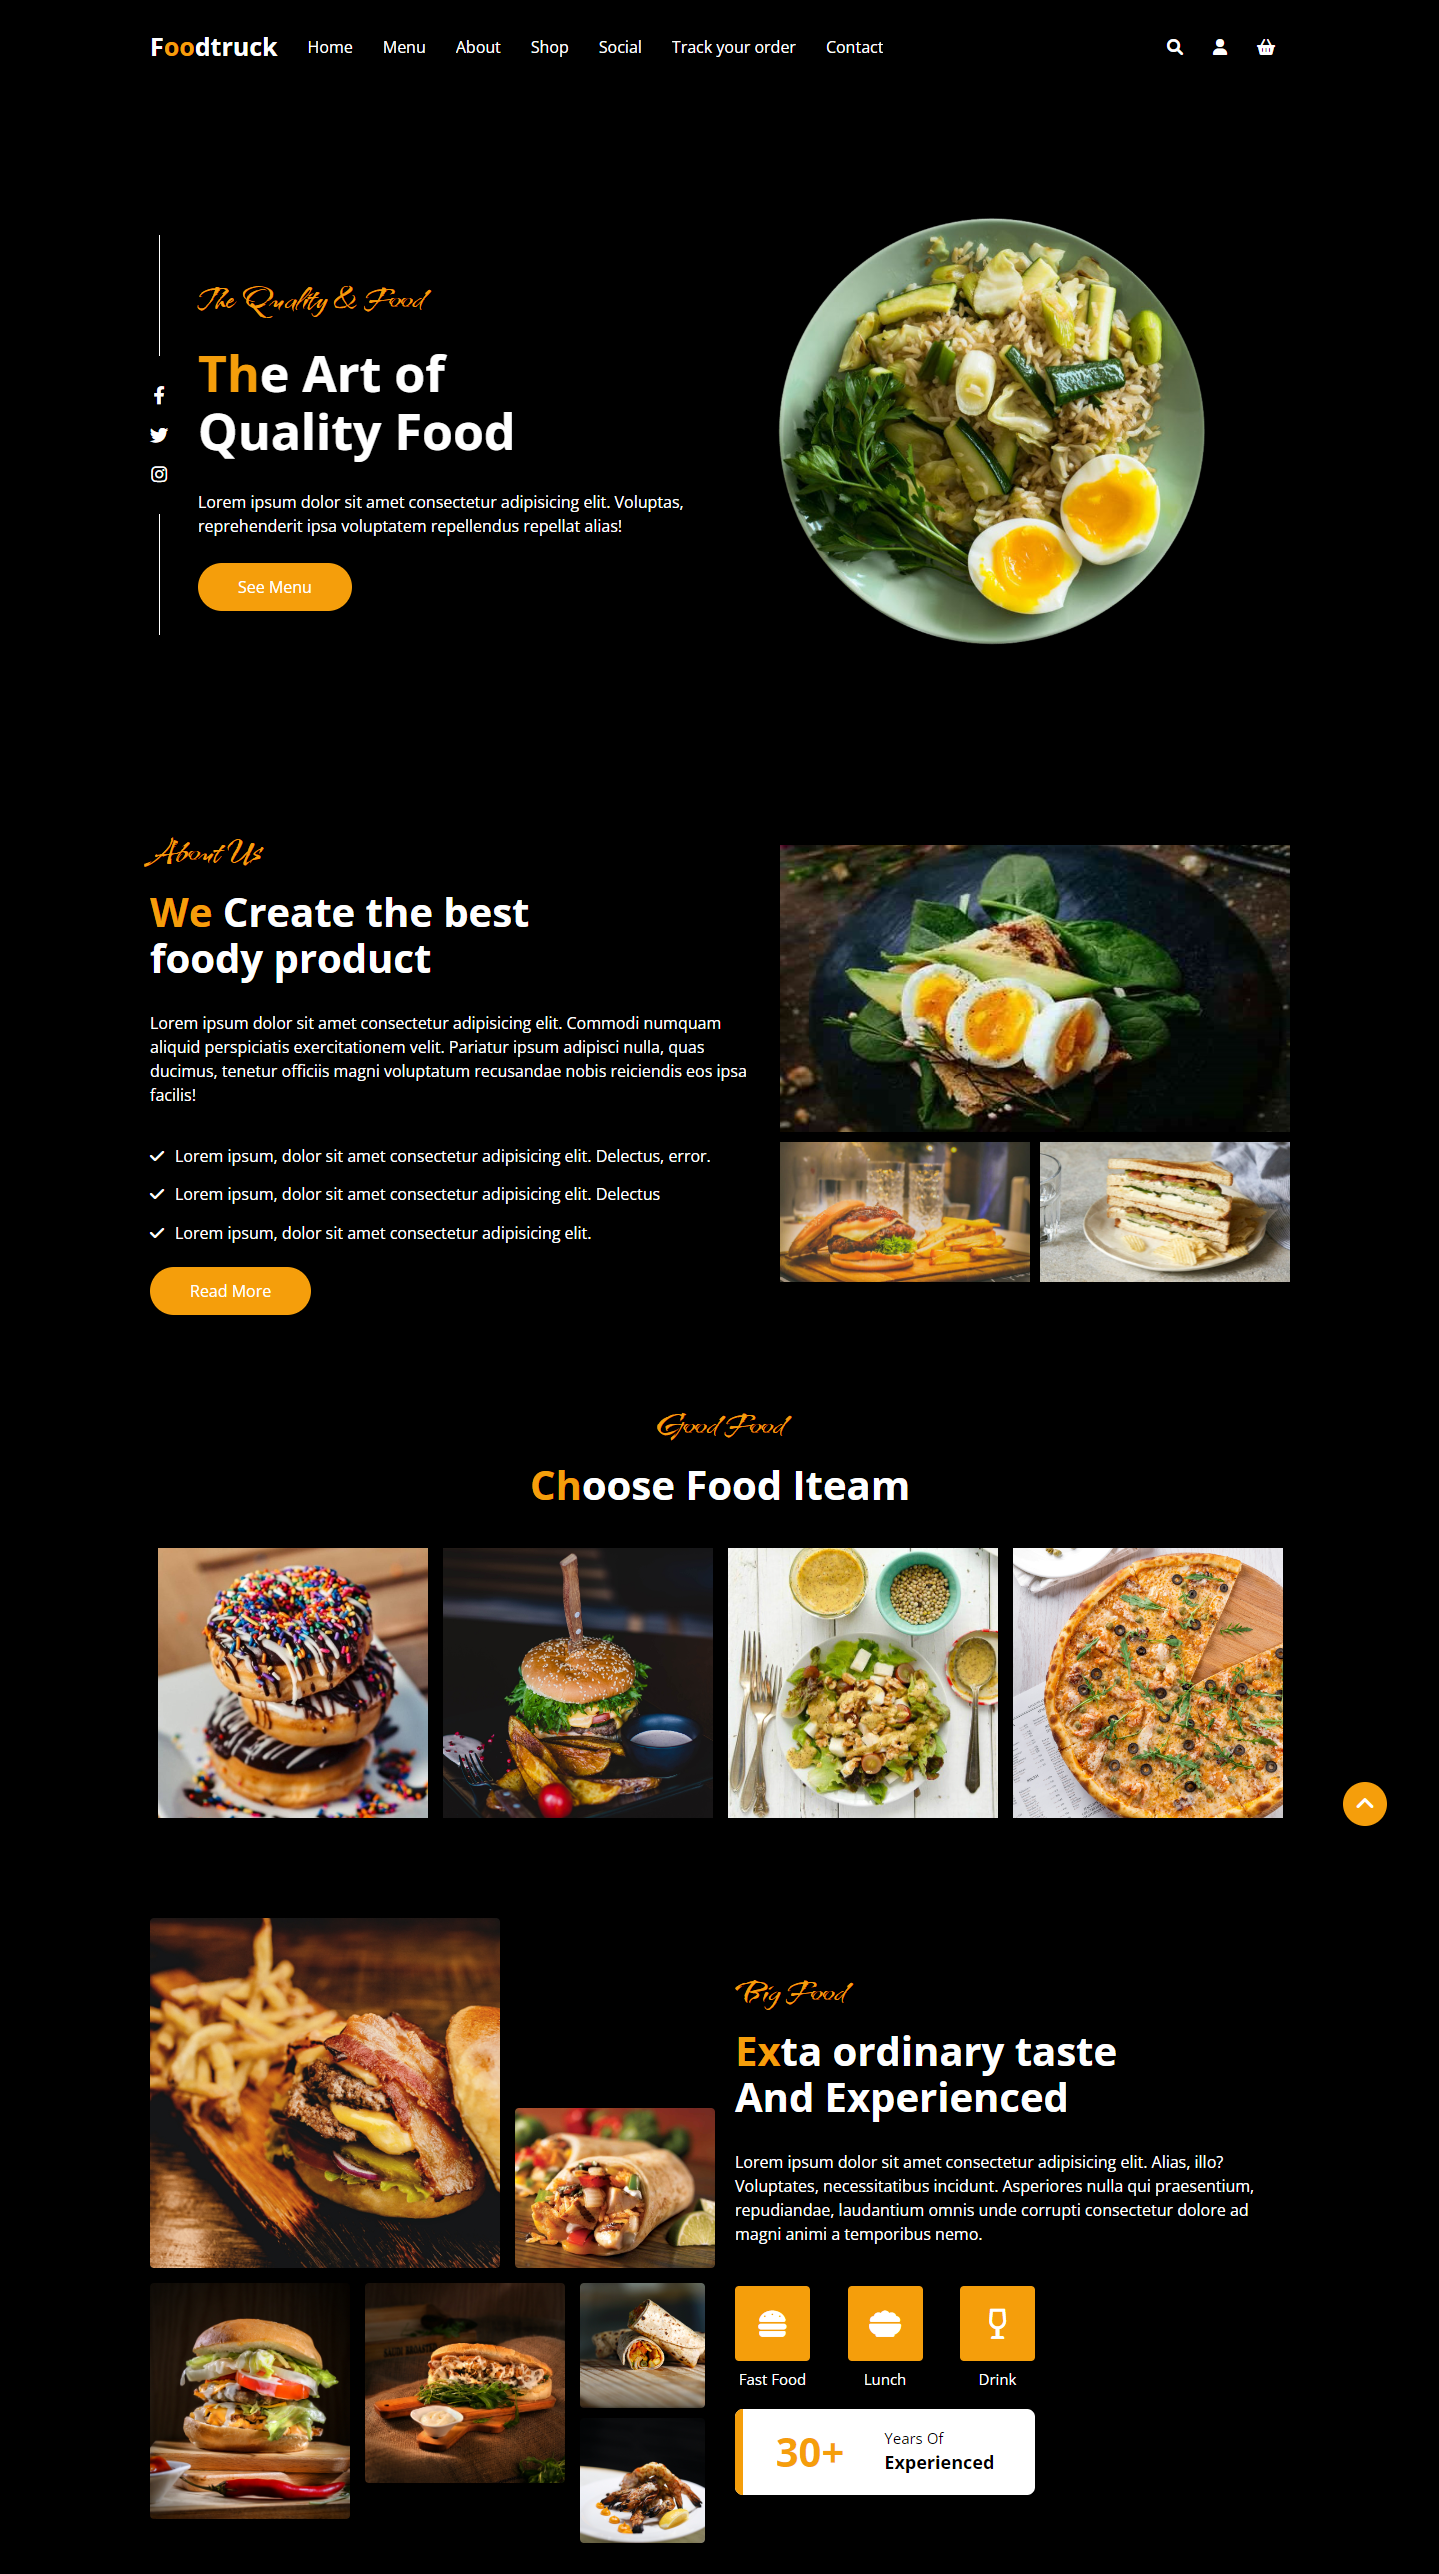 Foodtruck Home Menu About Shop Social Track your order Contact
The Quality & Food
The Art of
Quality Food
Lorem ipsum dolor sit amet consectetur adipisicing elit. Voluptas,
reprehenderit ipsa voluptatem repellendus repellat alias!
See Menu
About Us
We Create the best
foody product
Lorem ipsum dolor sit amet consectetur adipisicing elit. Commodi numquam
aliquid perspiciatis exercitationem velit. Pariatur ipsum adipisci nulla, quas
ducimus, tenetur officiis magni voluptatum recusandae nobis reiciendis eos ipsa
facilis!
Lorem ipsum, dolor sit amet consectetur adipisicing elit. Delectus, error.
Lorem ipsum, dolor sit amet consectetur adipisicing elit. Delectus
Lorem ipsum, dolor sit amet consectetur adipisicing elit.
Read More
Good Food
Choose Food Iteam
Big Food
Exta ordinary taste
And Experienced
Lorem ipsum dolor sit amet consectetur adipisicing elit. Alias, illo?
Voluptates, necessitatibus incidunt. Asperiores nulla qui praesentium,
repudiandae, laudantium omnis unde corrupti consectetur dolore ad
magni animi a temporibus nemo.
Fast Food Lunch Drink
30+
Years Of
Experienced